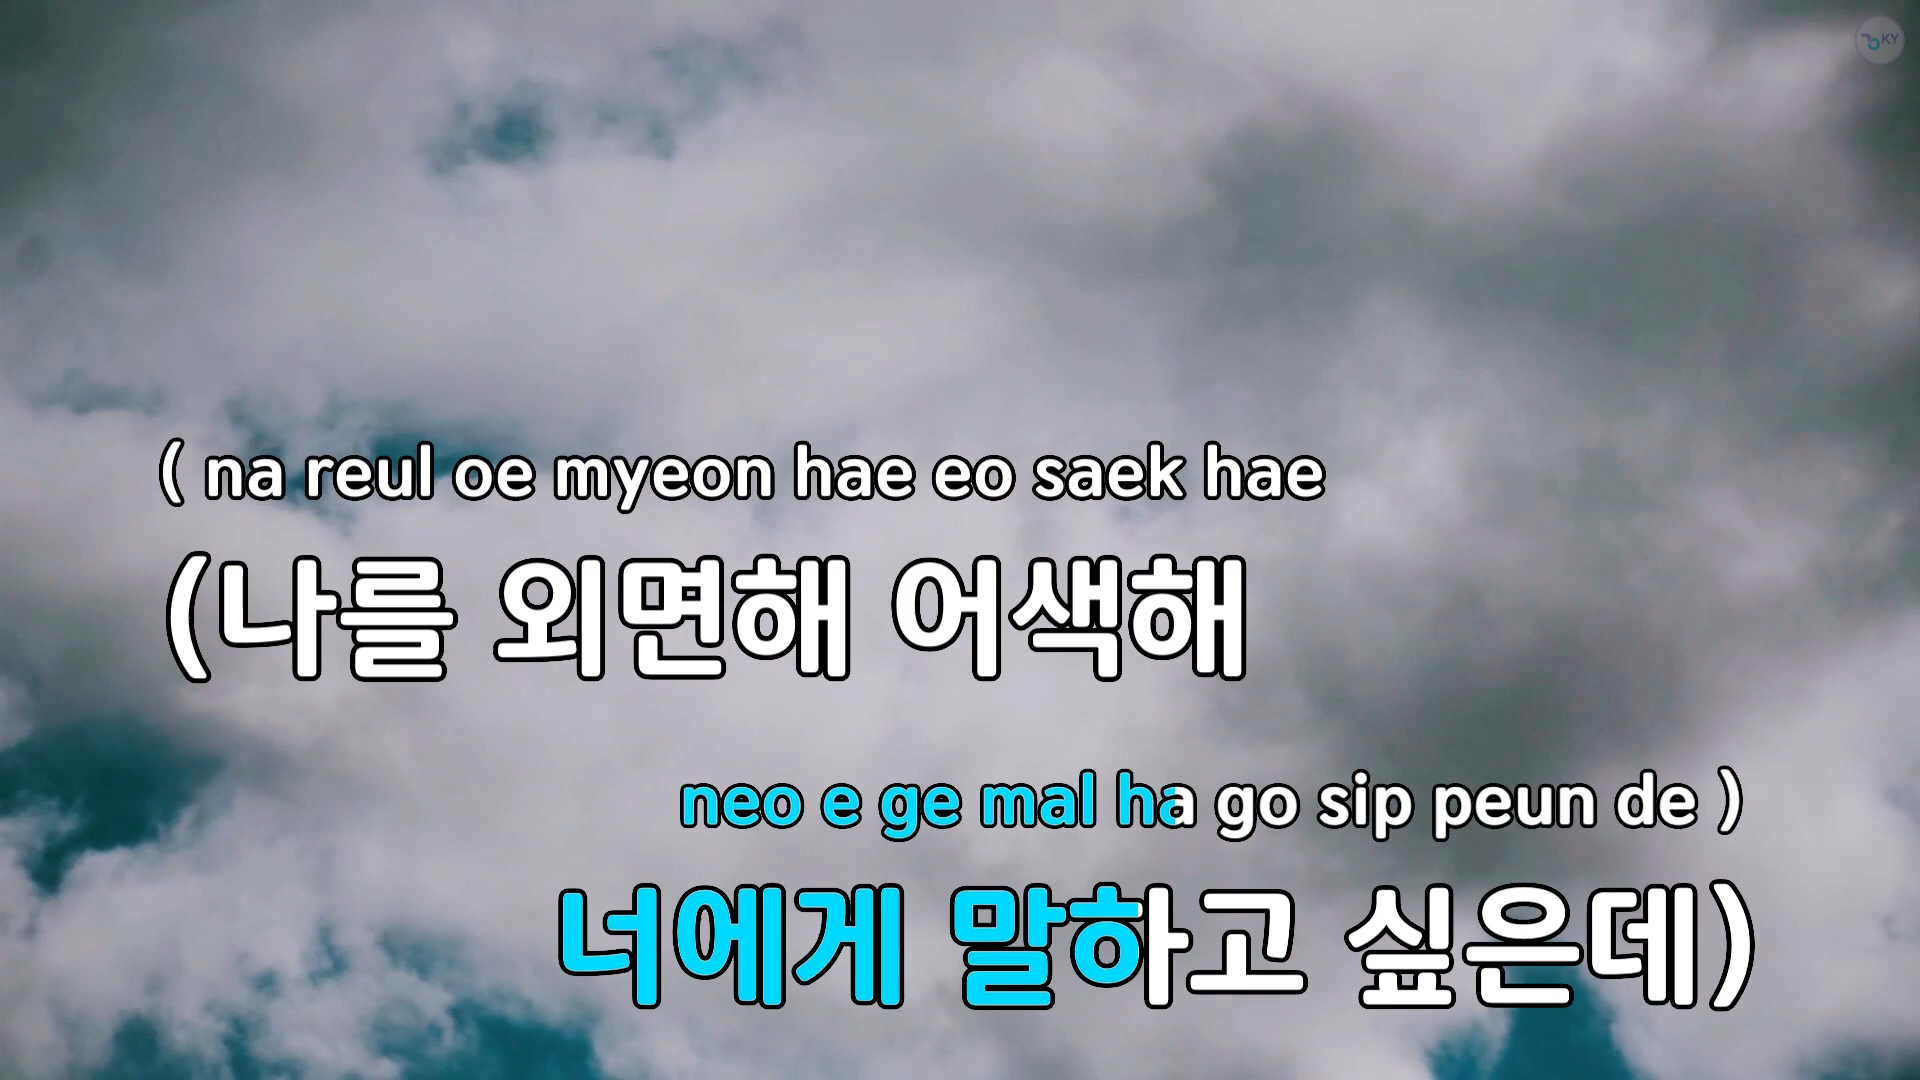 KY
( na reul oe myeon hae eo saek hae
(나를 외면해 어색해
neo e ge mal ha go sip peun de )
너에게 말하고 싶은데)